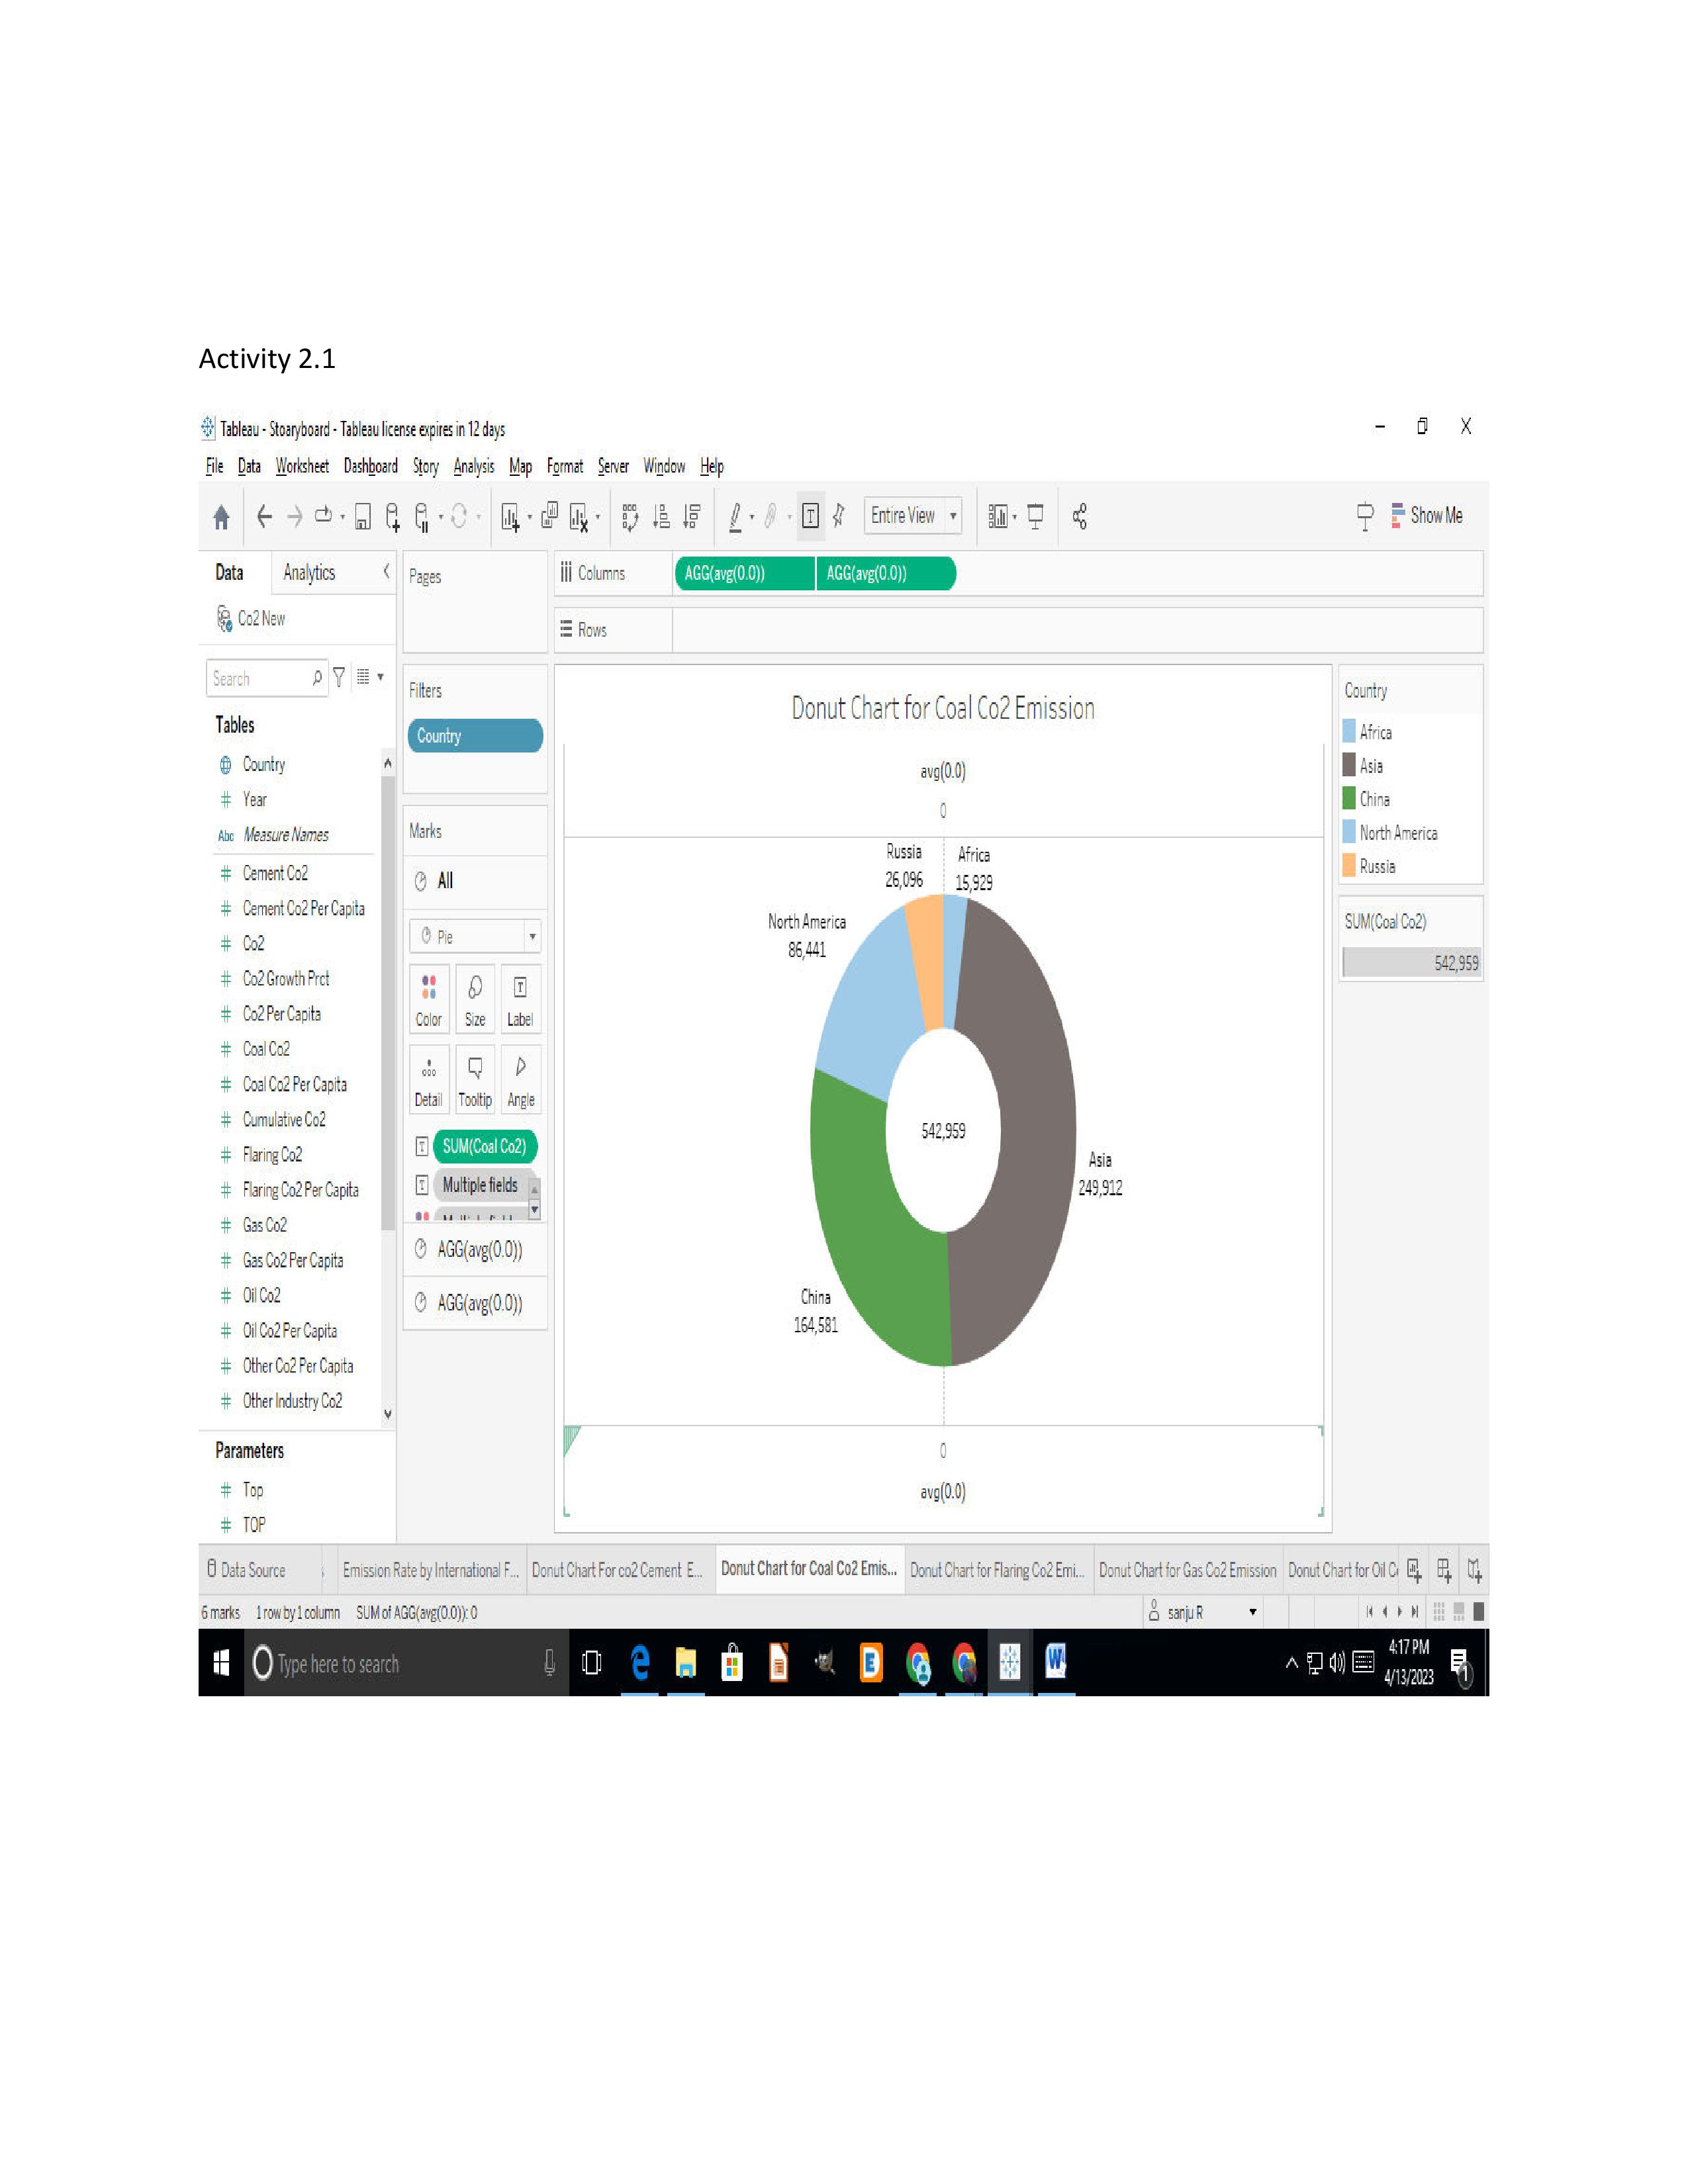 Activity 2.1
Tableau - Stoaryboard - Tableau license expires in 12 days
File Data Worksheet Dashboard Story Analysis Map Format Server Window Help
Entire View
Show Me
Data Analytics
Co2 New
Search
Tables
Country
Year
Abc Measure Names
Cement Co2
Cement Co2 Per Capita
Co2
Co2 Growth Prct
Co2 Per Capita
Coal Co2
Coal Co2 Per Capita
Cumulative Co2
Flaring Co2
Flaring Co2 Per Capita
Gas Co2
Gas Co2 Per Capita
Oil Co2
Oil Co2 Per Capita
Other Co2 Per Capita
Other Industry Co2
Parameters
Top
TOP
Pages
Filters
Country
Marks
All
Pie
Color Size Label
Detail Tooltip Angle
SUM(Coal Co2)
Multiple fields
AGG(avg(0.0))
AGG(avg(0.0))
Columns AGG(avg(0.0)) AGG(avg(0.0))
Rows
Donut Chart for Coal Co2 Emission
avg(0.0)
0
Russia
26,096
Africa
15,929
North America
86,441
542,959
Asia
249,912
China
164,581
0
avg(0.0)
Country
Africa
Asia
China
North America
Russia
SUM(Coal Co2)
542,959
Data Source Emission Rate by International F... Donut Chart For co2 Cement E... Donut Chart for Coal Co2 Emis... Donut Chart for Flaring Co2 Emi... Donut Chart for Gas Co2 Emission Donut Chart for Oil C
6 marks 1 row by 1 column SUM of AGG(avg(0.0)): 0 sanju R
Type here to search
4:17 PM
4/13/2023